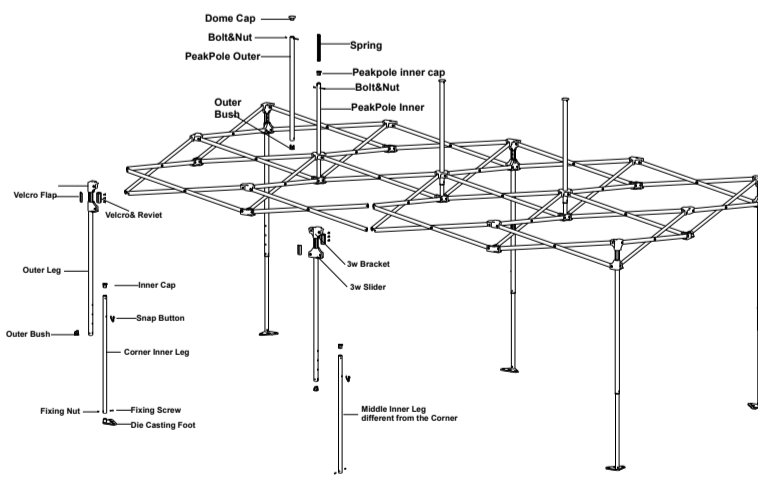 Dome Cap
Bolt&Nut
PeakPole Outer
Spring
Peakpole inner cap
Bolt&Nut
PeakPole Inner
Outer
Bush
Velcro Flap
Velcro& Reviet
Outer Leg
Inner Cap
Snap Button
Outer Bush
Corner Inner Leg
Fixing Nut
Fixing Screw
Die Casting Foot
3w Bracket
3w Slider
Middle Inner Leg
different from the Corner